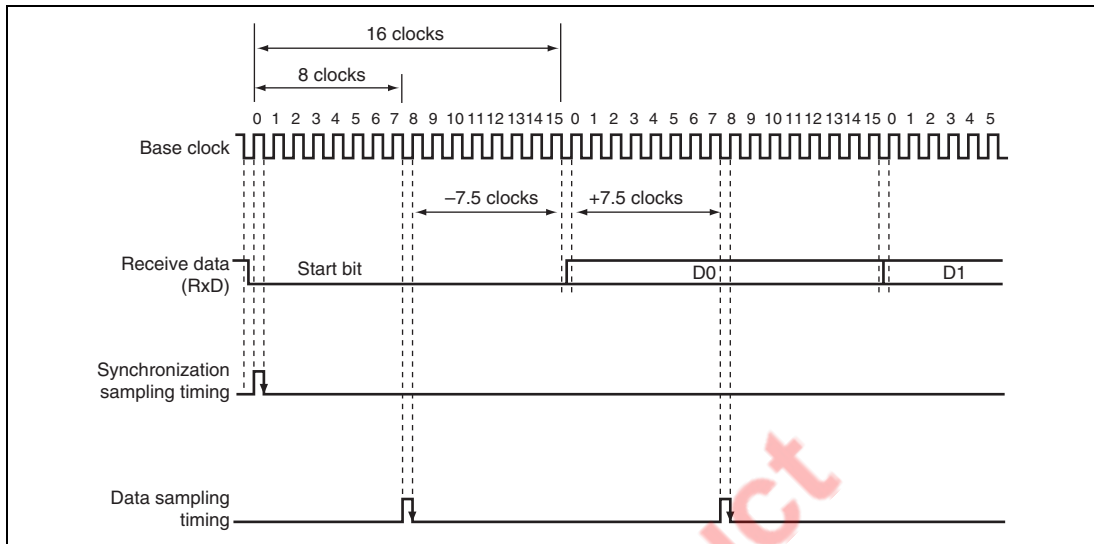 16 clocks
8 clocks
0 1 2 3 4 5 6 7 8 9 10 11 12 13 14 15 0 1 2 3 4 5 6 7 8 9 10 11 12 13 14 15 0 1 2 3 4 5
Base clock
–7.5 clocks +7.5 clocks
Receive data
(RxD)
Start bit D0 D1
Synchronization
sampling timing
Data sampling
timing
uct